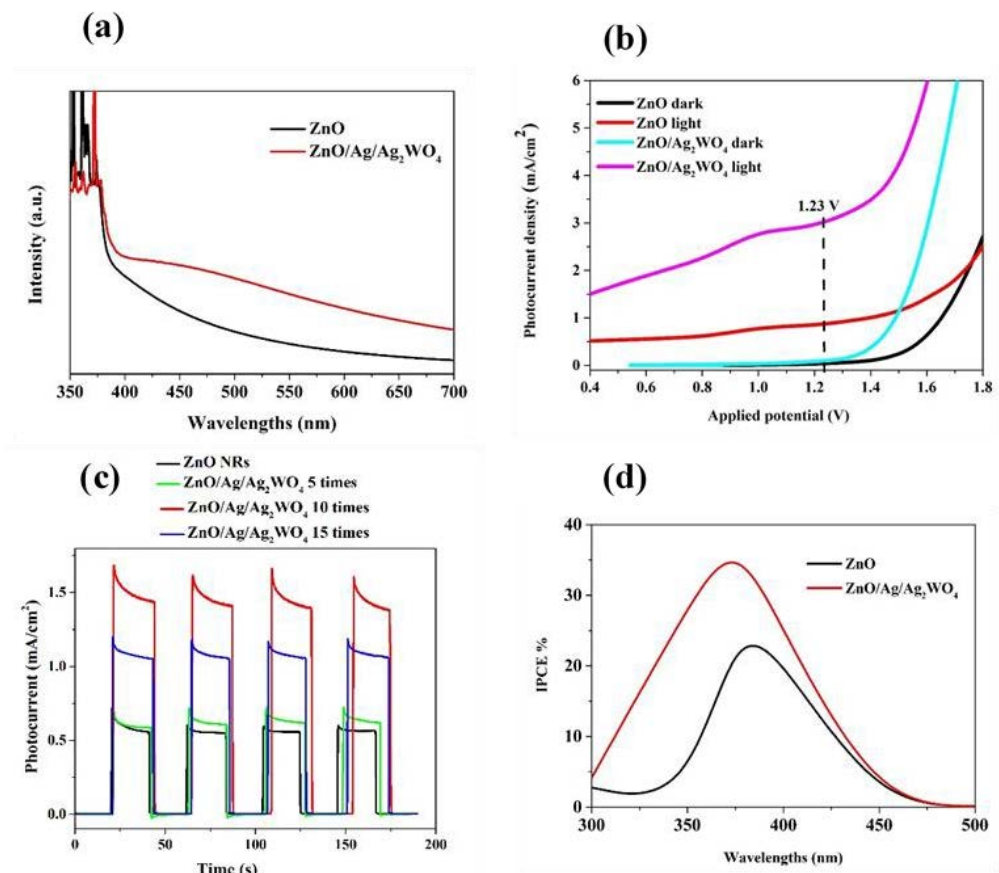 (a)
ZnO
ZnO/Ag/Ag₂WO₄
Intensity (a.u.)
350 400 450 500 550 600 650 700
Wavelengths (nm)
(b)
6
5
4
3
2
1
0
ZnO dark
ZnO light
ZnO/Ag₂WO₄ dark
ZnO/Ag₂WO₄ light
1.23 V
Photocurrent density (mA/cm²)
0.4 0.6 0.8 1.0 1.2 1.4 1.6 1.8
Applied potential (V)
(c)
ZnO NRs
ZnO/Ag/Ag₂WO₄ 5 times
ZnO/Ag/Ag₂WO₄ 10 times
ZnO/Ag/Ag₂WO₄ 15 times
Photocurrent (mA/cm²)
1.5
1.0
0.5
0.0
0 50 100 150 200
Time (s)
(d)
40
30
20
10
0
ZnO
ZnO/Ag/Ag₂WO₄
IPCE %
300 350 400 450 500
Wavelengths (nm)